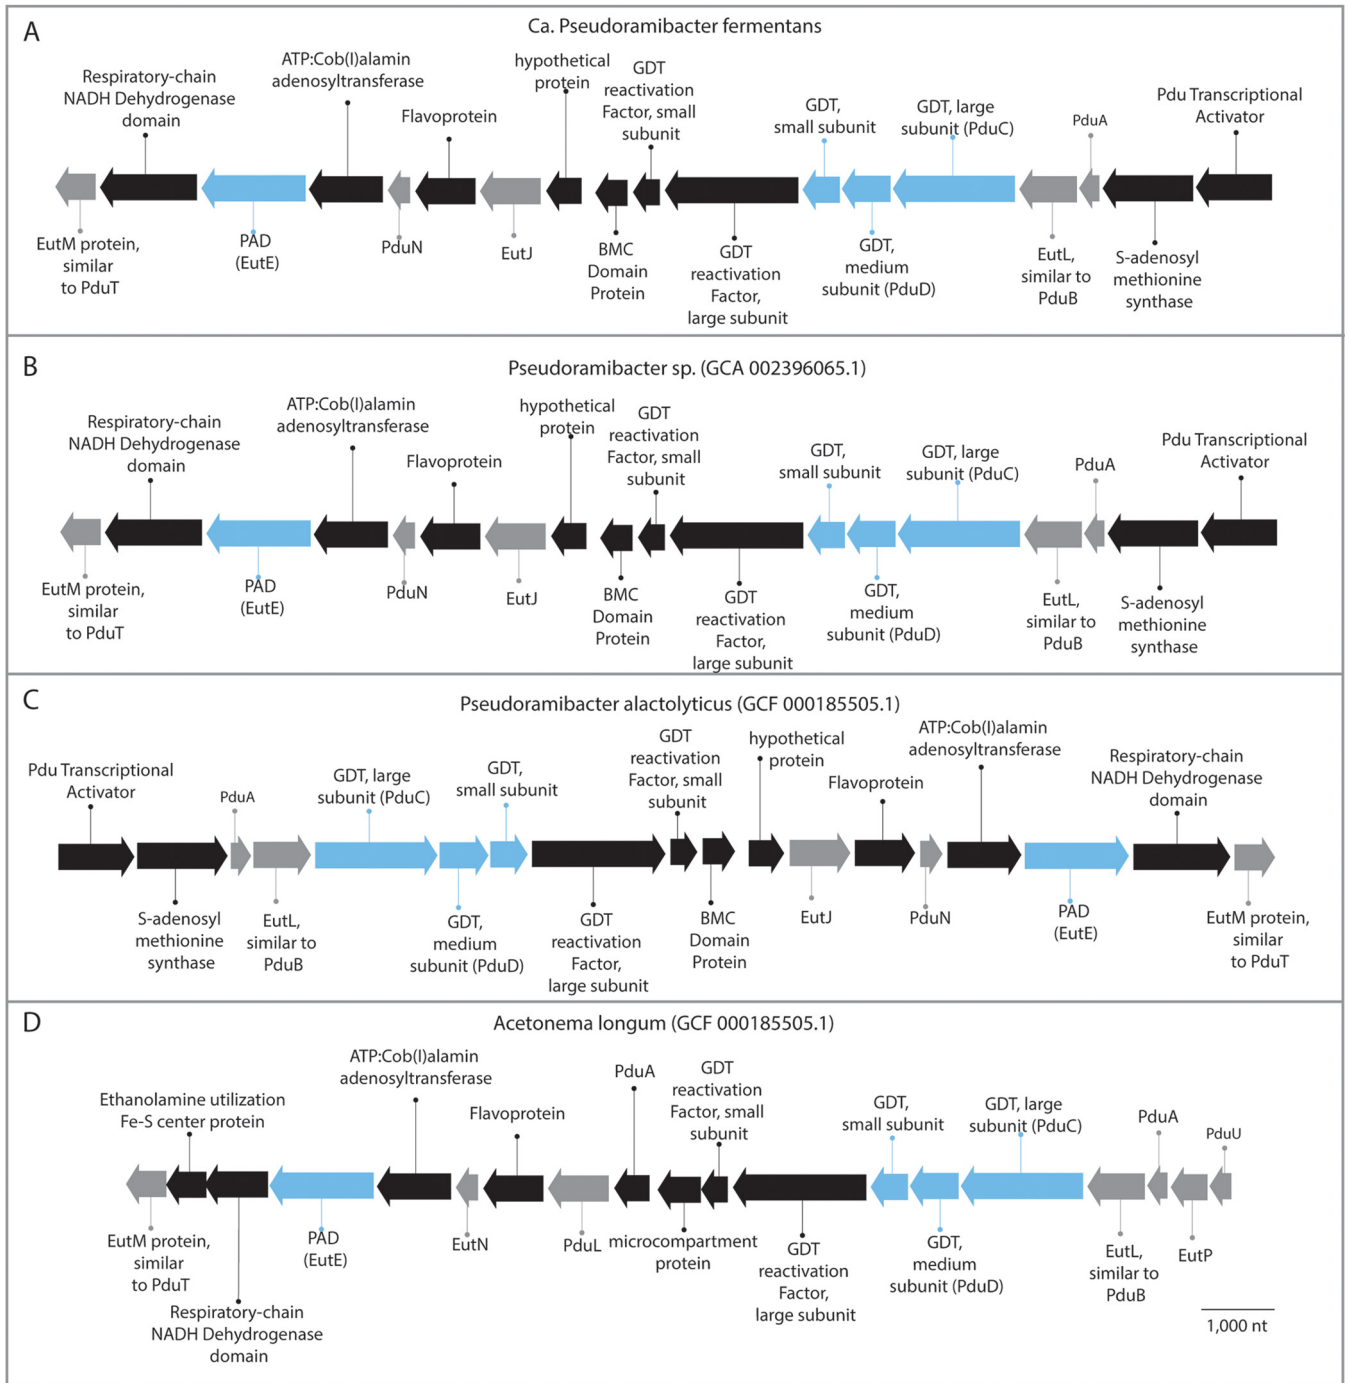 A
Ca. Pseudoramibacter fermentans
Respiratory-chain
NADH Dehydrogenase
domain
ATP:Cob(I)alamin
adenosyltransferase
Flavoprotein
hypothetical
protein
GDT
reactivation
Factor, small
subunit
GDT,
small subunit
GDT, large
subunit (PduC)
PduA
Pdu Transcriptional
Activator
EutM protein,
similar
to PduT
PAD
(EutE)
PduN
EutJ
BMC
Domain
Protein
GDT
reactivation
Factor,
large subunit
GDT,
medium
subunit (PduD)
EutL,
similar to
PduB
S-adenosyl
methionine
synthase
B
Pseudoramibacter sp. (GCA 002396065.1)
Respiratory-chain
NADH Dehydrogenase
domain
ATP:Cob(I)alamin
adenosyltransferase
Flavoprotein
hypothetical
protein
GDT
reactivation
Factor, small
subunit
GDT,
small subunit
GDT, large
subunit (PduC)
PduA
Pdu Transcriptional
Activator
EutM protein,
similar
to PduT
PAD
(EutE)
PduN
EutJ
BMC
Domain
Protein
GDT
reactivation
Factor,
large subunit
GDT,
medium
subunit (PduD)
EutL,
similar to
PduB
S-adenosyl
methionine
synthase
C
Pseudoramibacter alactolyticus (GCF 000185505.1)
Pdu Transcriptional
Activator
PduA
GDT, large
subunit (PduC)
GDT,
small subunit
GDT
reactivation
Factor, small
subunit
hypothetical
protein
Flavoprotein
ATP:Cob(I)alamin
adenosyltransferase
Respiratory-chain
NADH Dehydrogenase
domain
S-adenosyl
methionine
synthase
EutL,
similar to
PduB
GDT,
medium
subunit (PduD)
GDT
reactivation
Factor,
large subunit
BMC
Domain
Protein
EutJ
PduN
PAD
(EutE)
EutM protein,
similar
to PduT
D
Acetonema longum (GCF 000185505.1)
Ethanolamine utilization
Fe-S center protein
ATP:Cob(I)alamin
adenosyltransferase
Flavoprotein
PduA
GDT
reactivation
Factor, small
subunit
GDT,
small subunit
GDT, large
subunit (PduC)
PduA
PduU
EutM protein,
similar
to PduT
Respiratory-chain
NADH Dehydrogenase
domain
PAD
(EutE)
EutN
PduL
microcompartment
protein
GDT
reactivation
Factor,
large subunit
GDT,
medium
subunit (PduD)
EutL,
similar to
PduB
EutP
1,000 nt